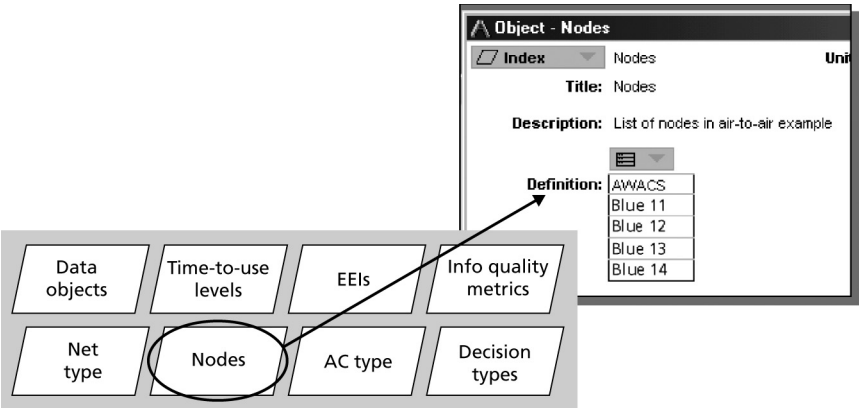 Object - Nodes
Index Nodes
Title: Nodes
Description: List of nodes in air-to-air example
Definition: AWACS
Blue 11
Blue 12
Blue 13
Blue 14
Data
objects
Time-to-use
levels
EEIs
Info quality
metrics
Net
type
Nodes
AC type
Decision
types